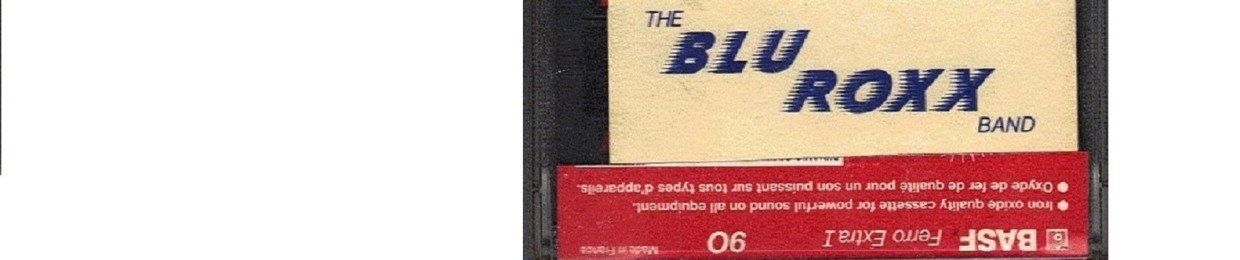 THE
BLU
ROXX
BAND
● Oxyde de fer de qualité pour un son puissant sur tous types d'appareils.
● Iron oxide quality cassette for powerful sound on all equipment.
BASF Ferro Extra I 90 Made in France